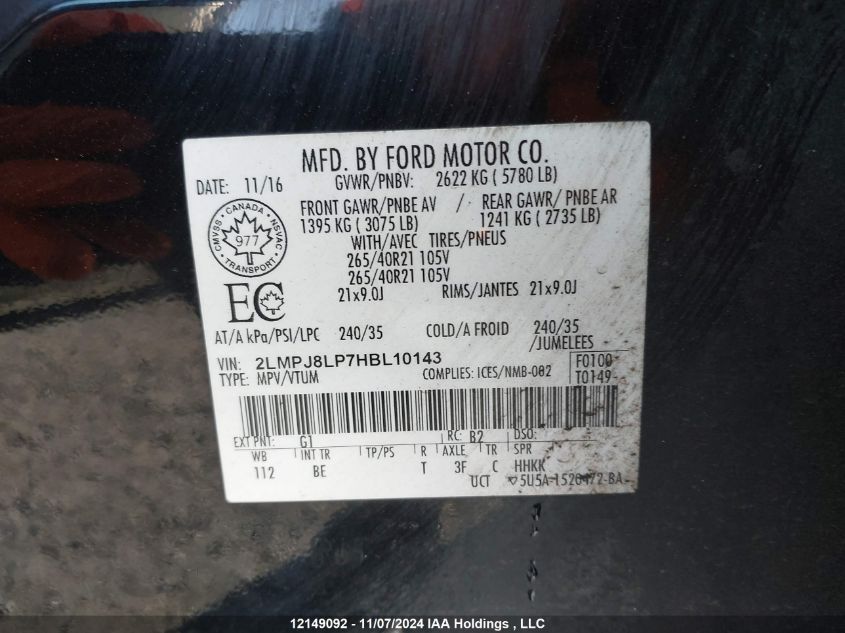 MFD. BY FORD MOTOR CO.
DATE: 11/16
GVWR/PNBV: 2622 KG ( 5780 LB)
FRONT GAWR/PNBE AV / REAR GAWR/ PNBE AR
1395 KG ( 3075 LB) 1241 KG ( 2735 LB)
WITH/AVEC TIRES/PNEUS
265/40R21 105V
265/40R21 105V
21x9.0J RIMS/JANTES 21x9.0J
CANADA
CMVSS NSVAC
977
TRANSPORT
EC
AT/A kPa/PSI/LPC 240/35 COLD/A FROID 240/35
/JUMELEES
VIN: 2LMPJ8LP7HBL10143
F0100
TYPE: MPV/VTUM COMPLIES: ICES/NMB-002
T0149
EXT PNT: G1 RC: B2 DSO:
WB INT TR TP/PS R AXLE TR SPR
112 BE T 3F C HHKK
UCT 5U5A-1520472-BA
12149092 - 11/07/2024 IAA Holdings , LLC